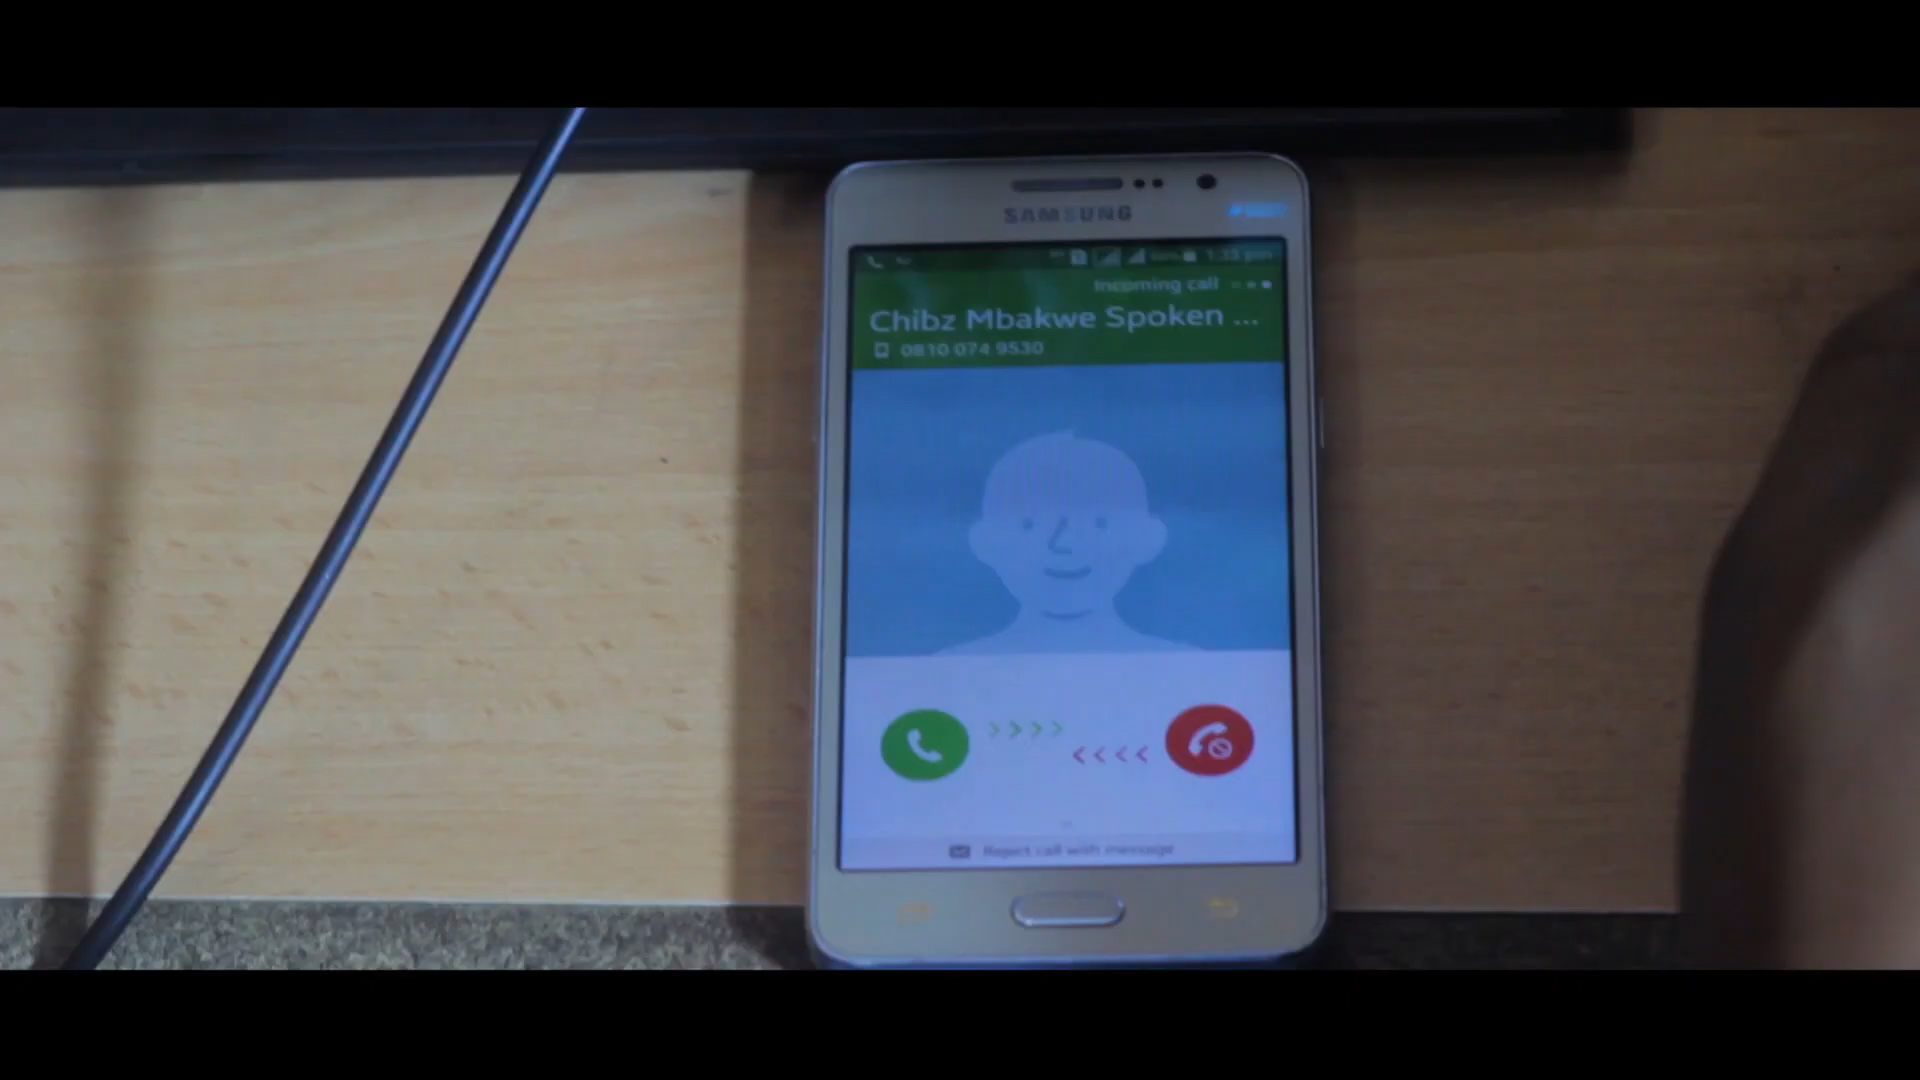 SAMSUNG
Incoming call
Chibz Mbakwe Spoken ...
0810 074 9530
Reject call with message